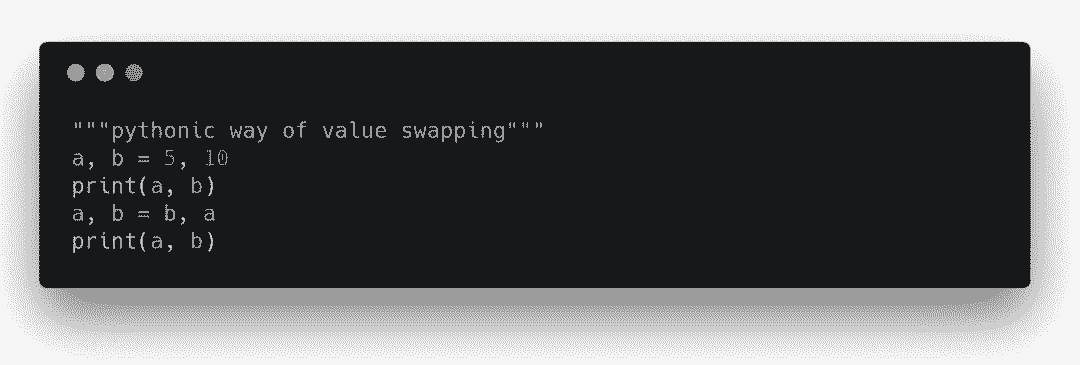 """pythonic way of value swapping"""
a, b = 5, 10
print(a, b)
a, b = b, a
print(a, b)